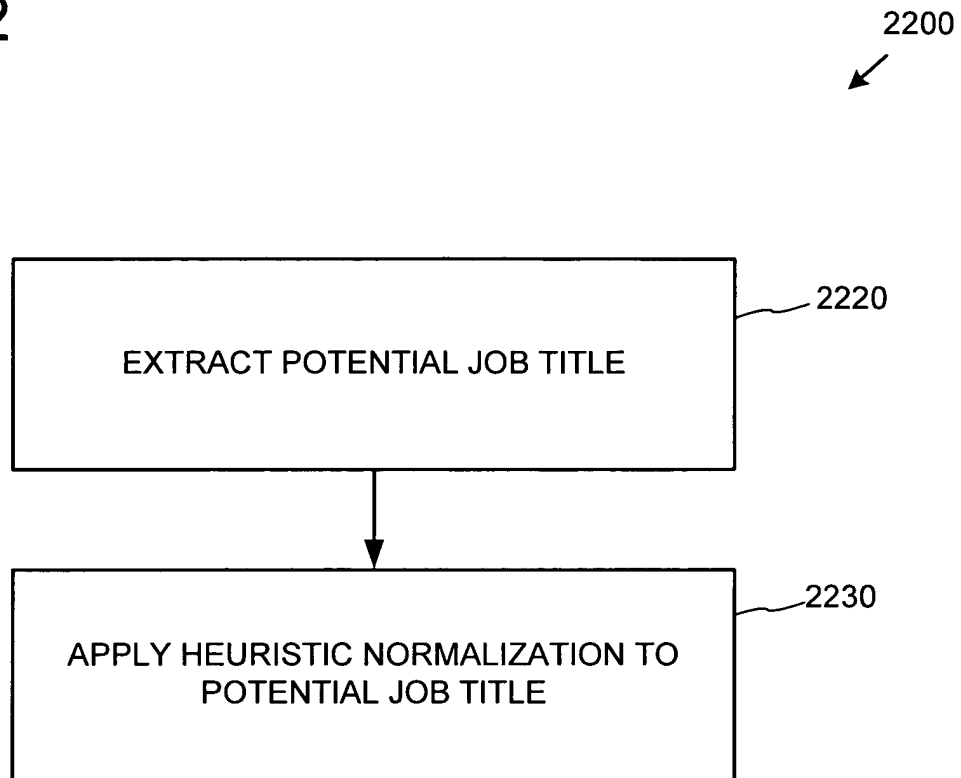 2
2200
EXTRACT POTENTIAL JOB TITLE
2220
APPLY HEURISTIC NORMALIZATION TO
POTENTIAL JOB TITLE
2230